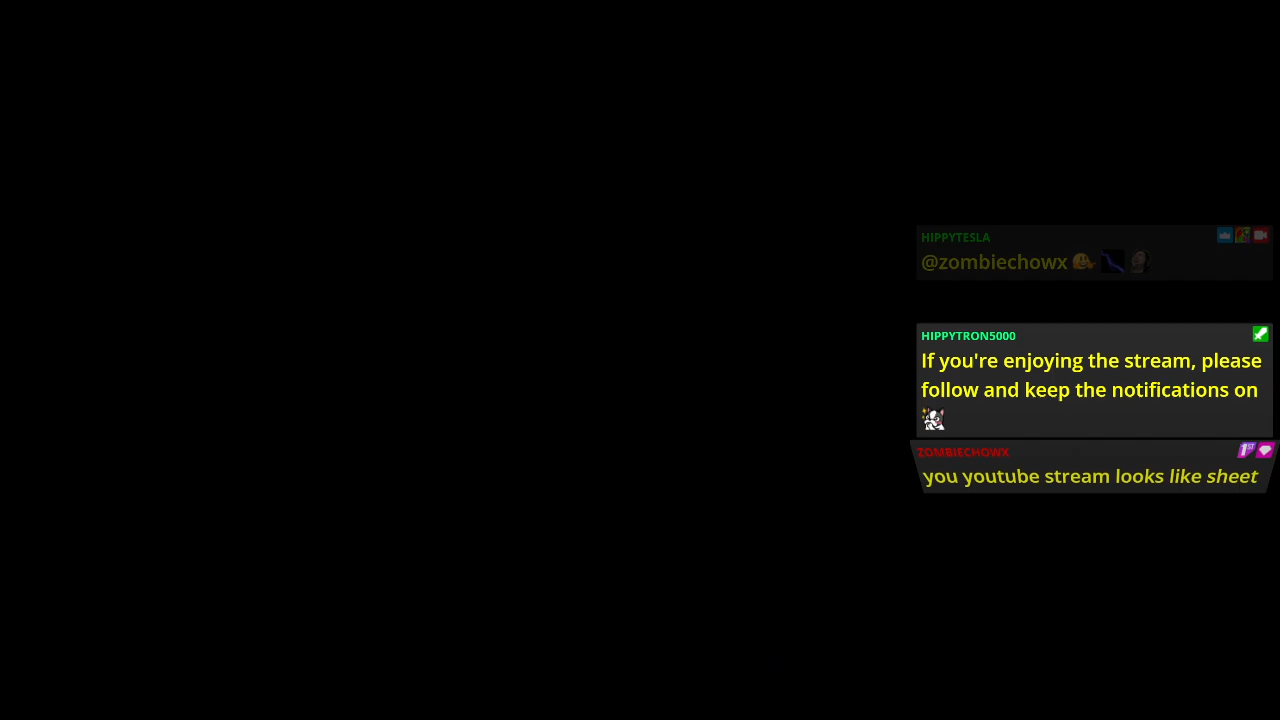 HIPPYTESLA
@zombiechowx
HIPPYTRON5000
If you're enjoying the stream, please
follow and keep the notifications on
ZOMBIECHOWX
1ST
you youtube stream looks like sheet